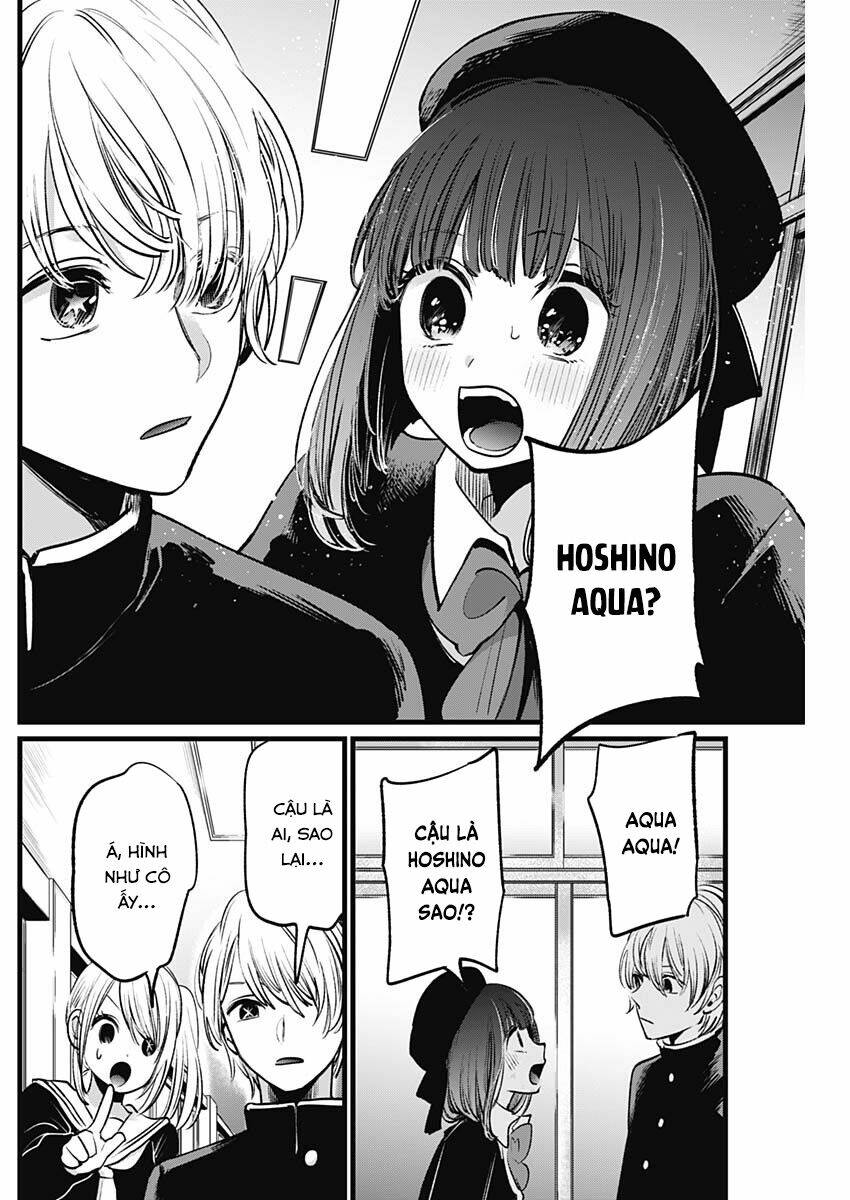 HOSHINO
AQUA?
AQUA
AQUA!
CẬU LÀ
HOSHINO
AQUA
SAO!?
CẬU LÀ
AI, SAO
LẠI...
Á, HÌNH
NHƯ CÔ
ẤY...